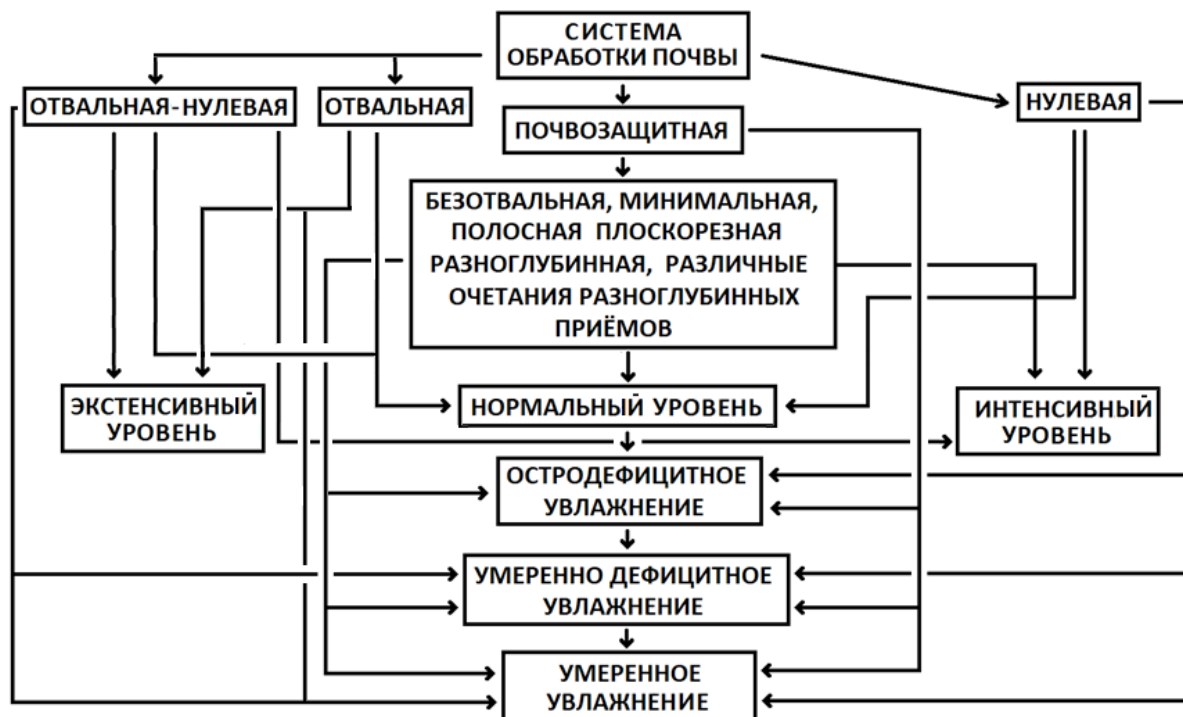 СИСТЕМА
ОБРАБОТКИ ПОЧВЫ
ОТВАЛЬНАЯ-НУЛЕВАЯ
ОТВАЛЬНАЯ
НУЛЕВАЯ
ПОЧВОЗАЩИТНАЯ
БЕЗОТВАЛЬНАЯ, МИНИМАЛЬНАЯ,
ПОЛОСНАЯ ПЛОСКОРЕЗНАЯ
РАЗНОГЛУБИННАЯ, РАЗЛИЧНЫЕ
ОЧЕТАНИЯ РАЗНОГЛУБИННЫХ
ПРИЁМОВ
ЭКСТЕНСИВНЫЙ
УРОВЕНЬ
НОРМАЛЬНЫЙ УРОВЕНЬ
ИНТЕНСИВНЫЙ
УРОВЕНЬ
ОСТРОДЕФИЦИТНОЕ
УВЛАЖНЕНИЕ
УМЕРЕННО ДЕФИЦИТНОЕ
УВЛАЖНЕНИЕ
УМЕРЕННОЕ
УВЛАЖНЕНИЕ